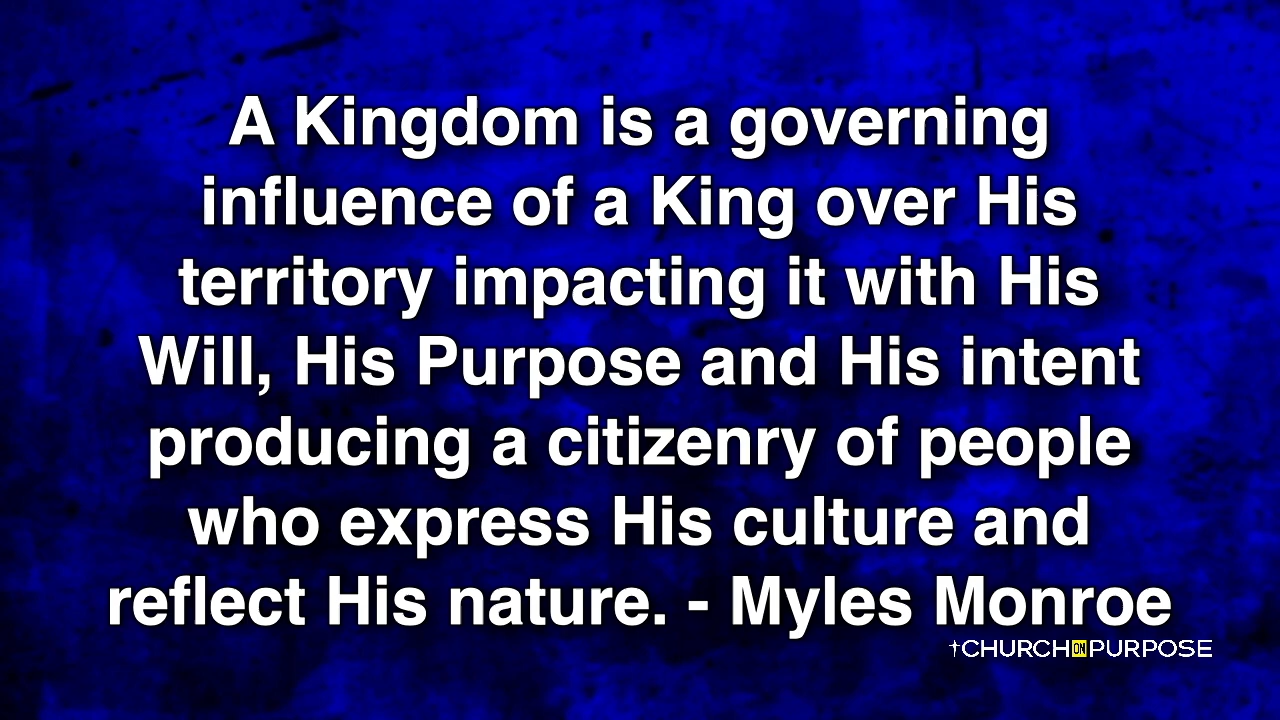 A Kingdom is a governing
influence of a King over His
territory impacting it with His
Will, His Purpose and His intent
producing a citizenry of people
who express His culture and
reflect His nature. - Myles Monroe
CHURCH ON PURPOSE